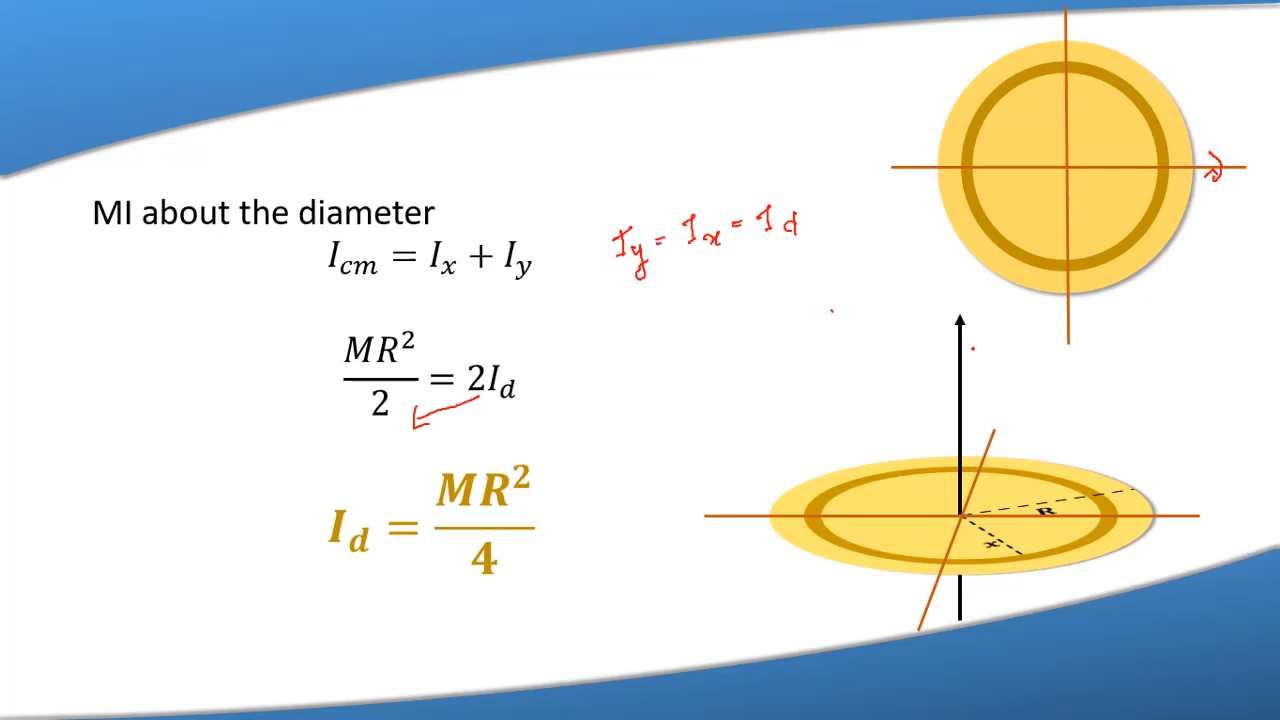 MI about the diameter
I_cm = I_x + I_y
I_y = I_x = I_d
MR²/2 = 2I_d
I_d = MR²/4
R
x